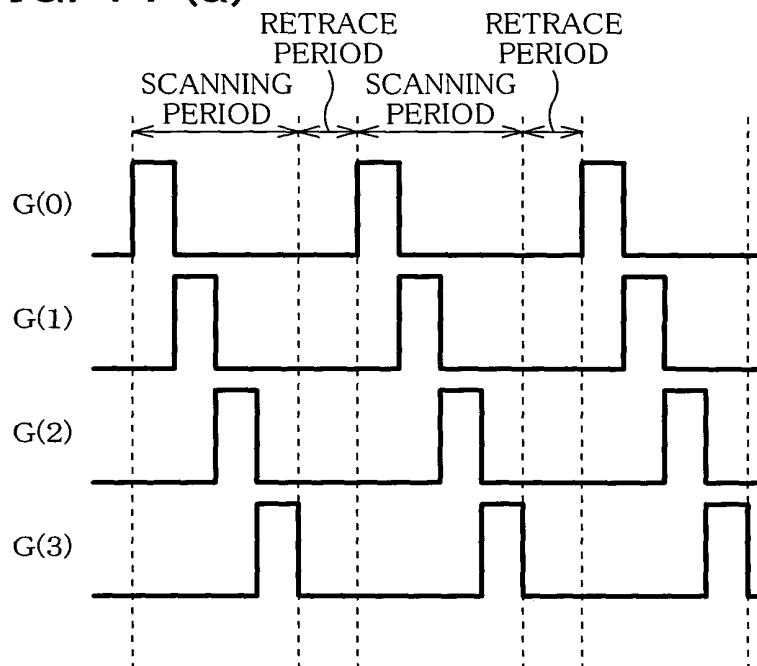 RETRACE
PERIOD
RETRACE
PERIOD
SCANNING
PERIOD
SCANNING
PERIOD
G(0)
G(1)
G(2)
G(3)